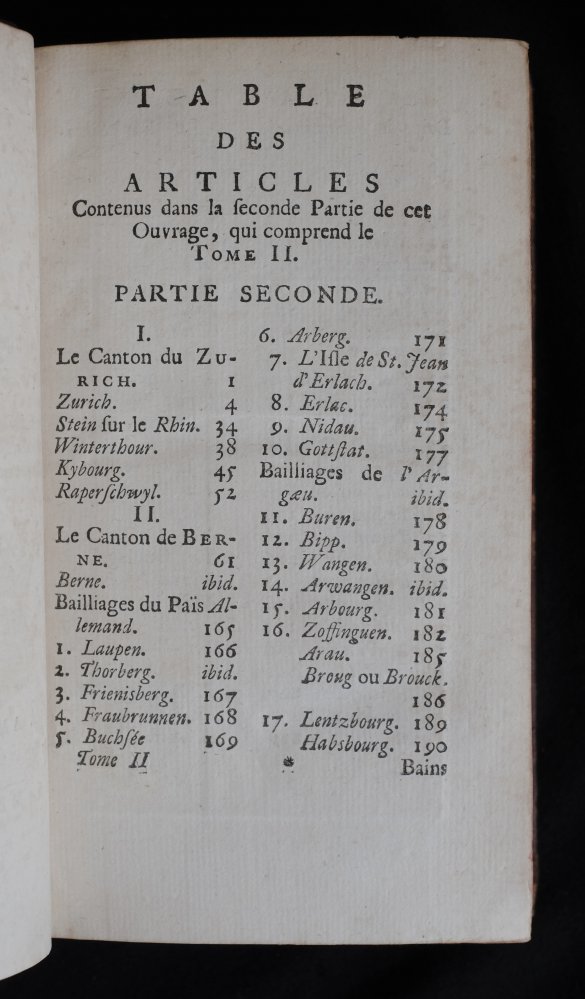 TABLE
DES
ARTICLES
Contenus dans la ſeconde Partie de cet
Ouvrage, qui comprend le
TOME II.
PARTIE SECONDE.
I.
Le Canton du ZU-
RICH. 1
Zurich. 4
Stein ſur le Rhin. 34
Winterthour. 38
Kybourg. 45
Raperſchwyl. 52
II.
Le Canton de BER-
NE. 61
Berne. ibid.
Bailliages du Païs Al-
lemand. 165
1. Laupen. 166
2. Thorberg. ibid.
3. Frienisberg. 167
4. Fraubrunnen. 168
5. Buchſée 169
Tome II
6. Arberg. 171
7. L'Iſle de St. Jean
d'Erlach. 172
8. Erlac. 174
9. Nidau. 175
10. Gottſtat. 177
Bailliages de l'Ar-
gæu. ibid.
11. Buren. 178
12. Bipp. 179
13. Wangen. 180
14. Arwangen. ibid.
15. Arbourg. 181
16. Zoffinguen. 182
Arau. 185
Broug ou Brouck.
186
17. Lentzbourg. 189
Habsbourg. 190
* Bains